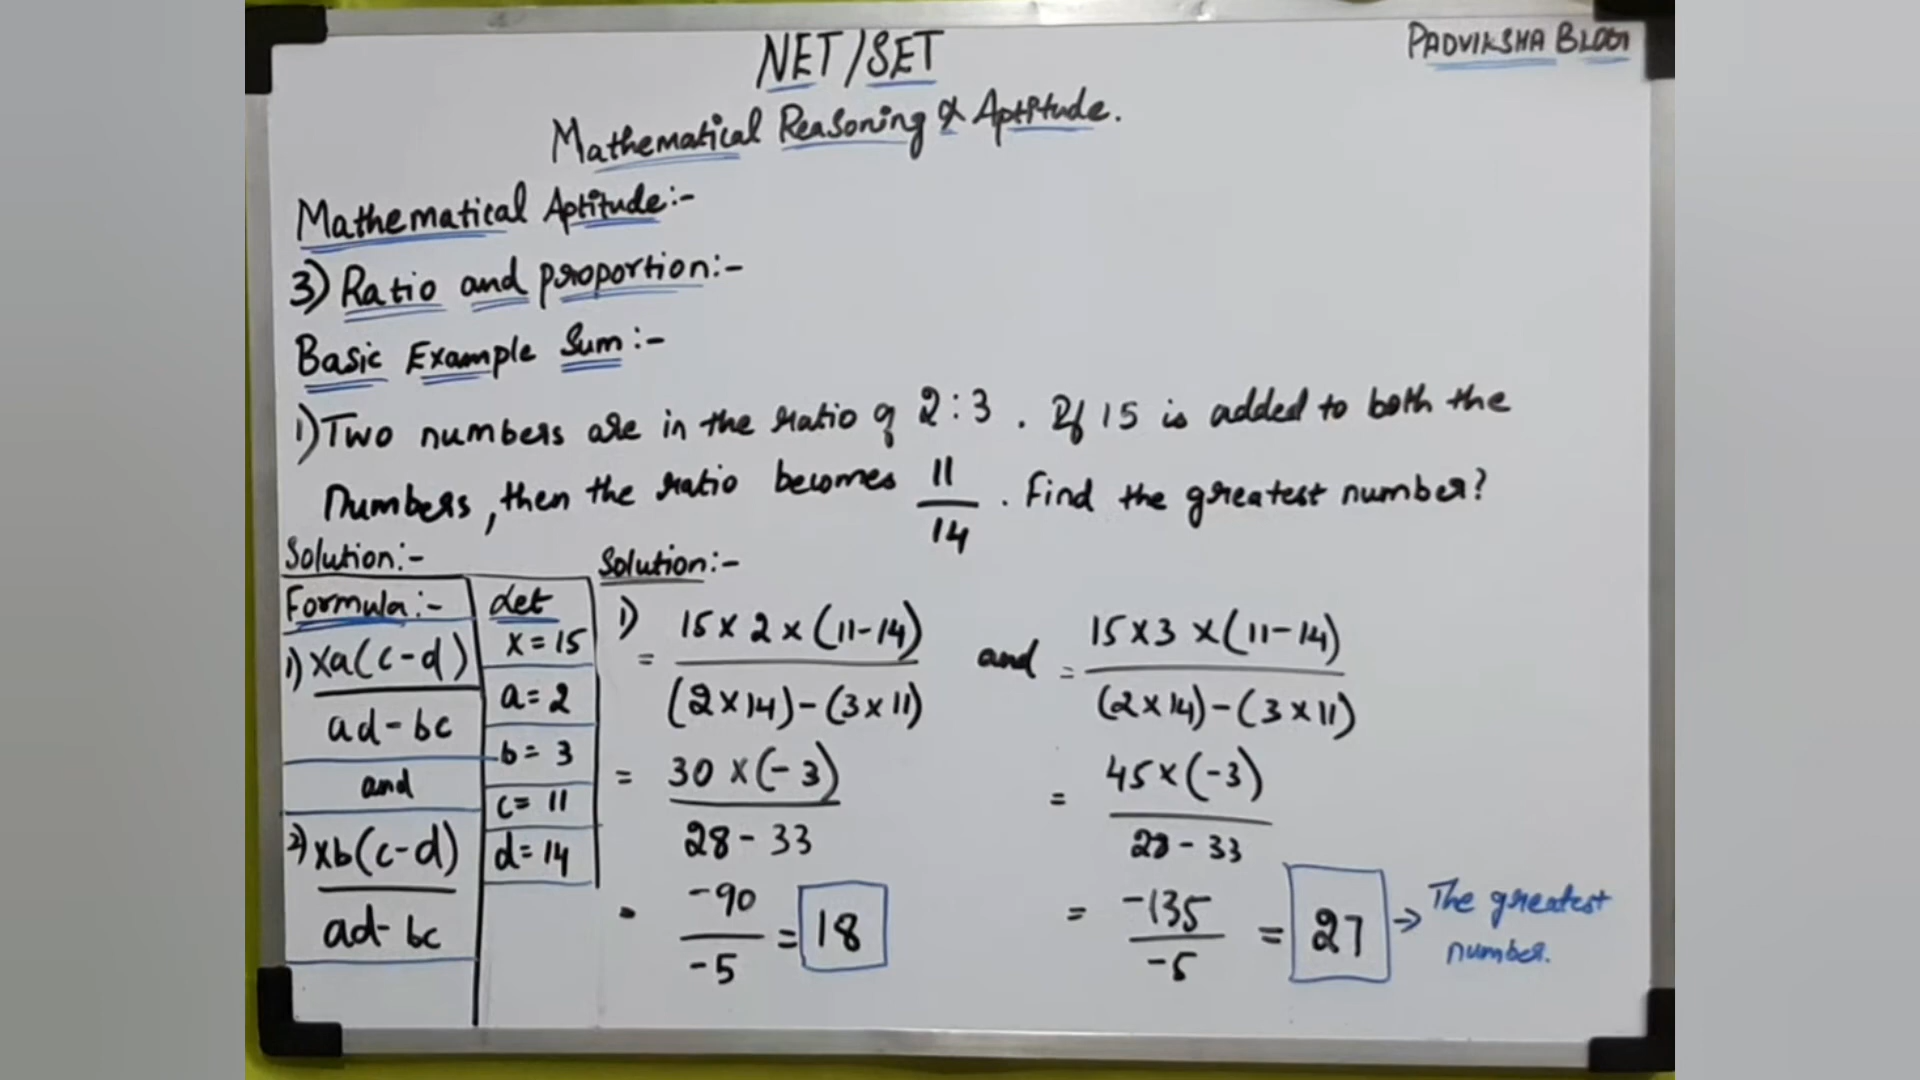 NET/SET
PADVIKSHA BLOG
Mathematical Reasoning & Aptitude.
Mathematical Aptitude:-
3) Ratio and proportion:-
Basic Example Sum:-
1) Two numbers are in the ratio of 2:3. If 15 is added to both the
numbers, then the ratio becomes 11/14. Find the greatest number?
Solution:-
Formula:-
1) xa(c-d)
ad-bc
and
2) xb(c-d)
ad-bc
Let
x=15
a=2
b=3
c=11
d=14
Solution:-
1) = 15×2×(11-14)
(2×14)-(3×11)
= 30×(-3)
28-33
= -90
-5
= 18
and
= 15×3×(11-14)
(2×14)-(3×11)
= 45×(-3)
28-33
= -135
-5
= 27 → The greatest
number.